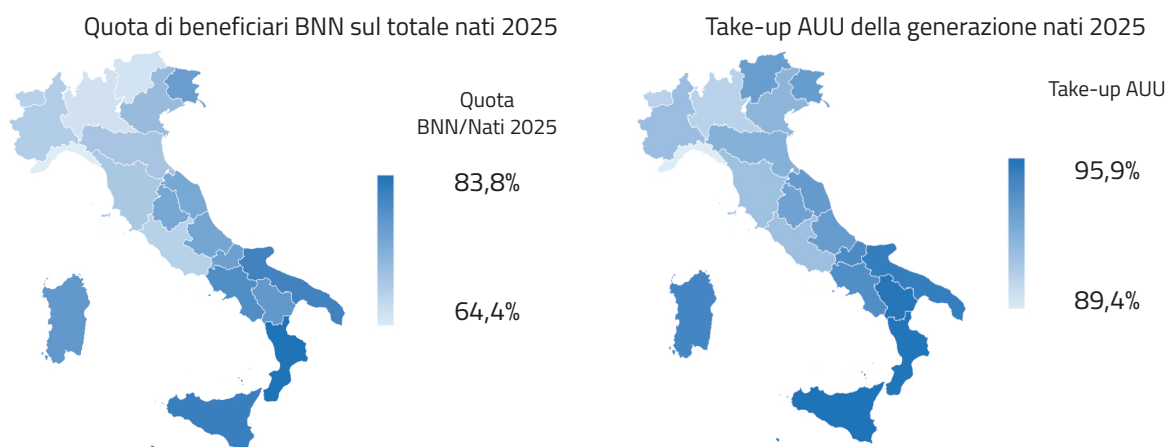 Quota di beneficiari BNN sul totale nati 2025
Quota
BNN/Nati 2025
83,8%
64,4%
Take-up AUU della generazione nati 2025
Take-up AUU
95,9%
89,4%